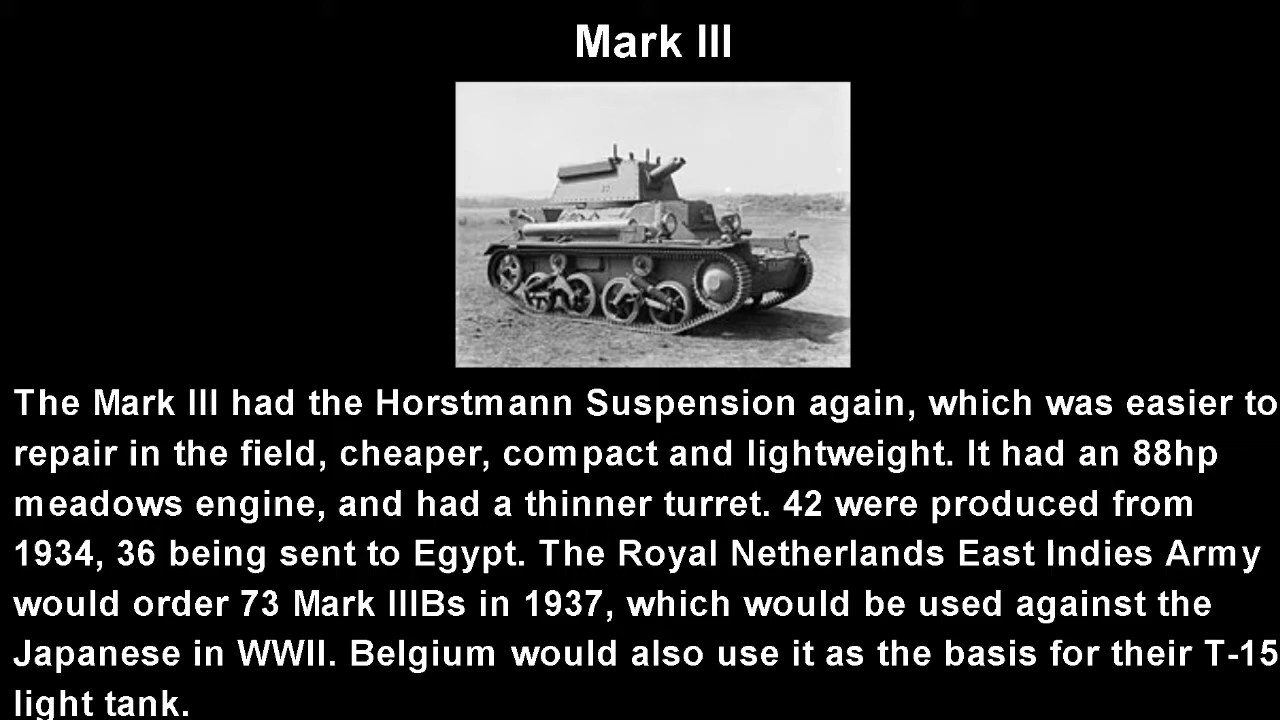 Mark III
The Mark III had the Horstmann Suspension again, which was easier to
repair in the field, cheaper, compact and lightweight. It had an 88hp
meadows engine, and had a thinner turret. 42 were produced from
1934, 36 being sent to Egypt. The Royal Netherlands East Indies Army
would order 73 Mark IIIBs in 1937, which would be used against the
Japanese in WWII. Belgium would also use it as the basis for their T-15
light tank.